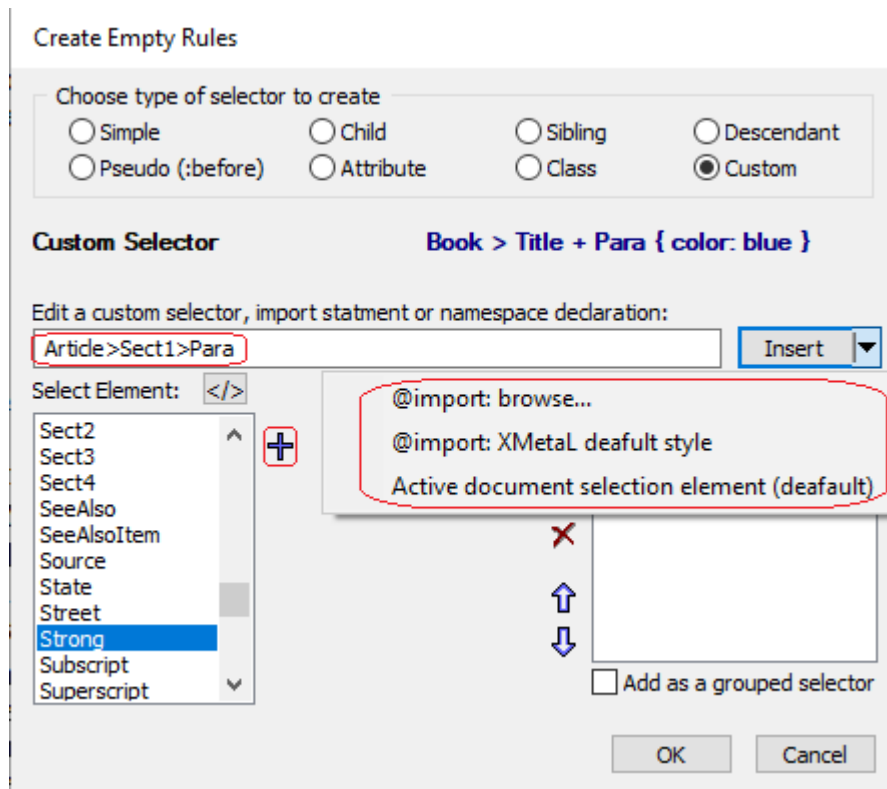 Create Empty Rules
Choose type of selector to create
Simple Child Sibling Descendant
Pseudo (:before) Attribute Class Custom
Custom Selector Book > Title + Para { color: blue }
Edit a custom selector, import statment or namespace declaration:
Article>Sect1>Para Insert
Select Element: </>
@import: browse...
@import: XMetaL deafult style
Active document selection element (deafault)
Sect2
Sect3
Sect4
SeeAlso
SeeAlsoItem
Source
State
Street
Strong
Subscript
Superscript
Add as a grouped selector
OK Cancel